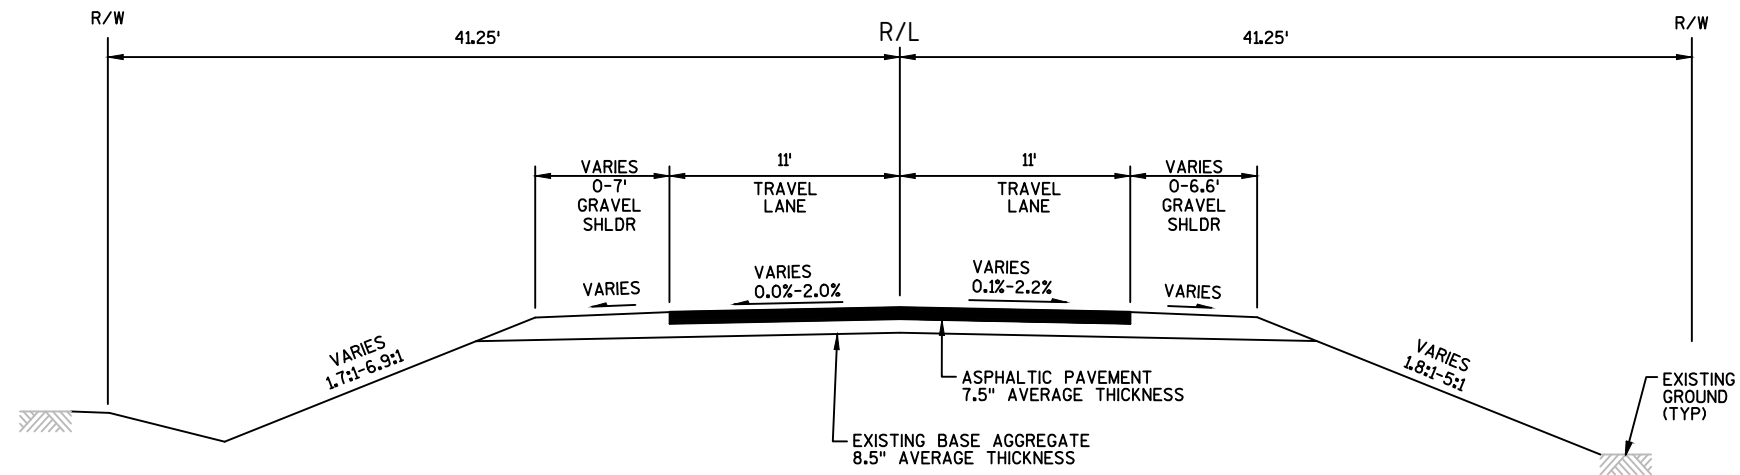 R/W
41.25'
R/L
41.25'
R/W
VARIES
0-7'
GRAVEL
SHLDR
11'
TRAVEL
LANE
11'
TRAVEL
LANE
VARIES
0-6.6'
GRAVEL
SHLDR
VARIES
VARIES
0.0%-2.0%
VARIES
0.1%-2.2%
VARIES
VARIES
1.7:1-6.9:1
VARIES
1.8:1-5:1
ASPHALTIC PAVEMENT
7.5" AVERAGE THICKNESS
EXISTING
GROUND
(TYP)
EXISTING BASE AGGREGATE
8.5" AVERAGE THICKNESS